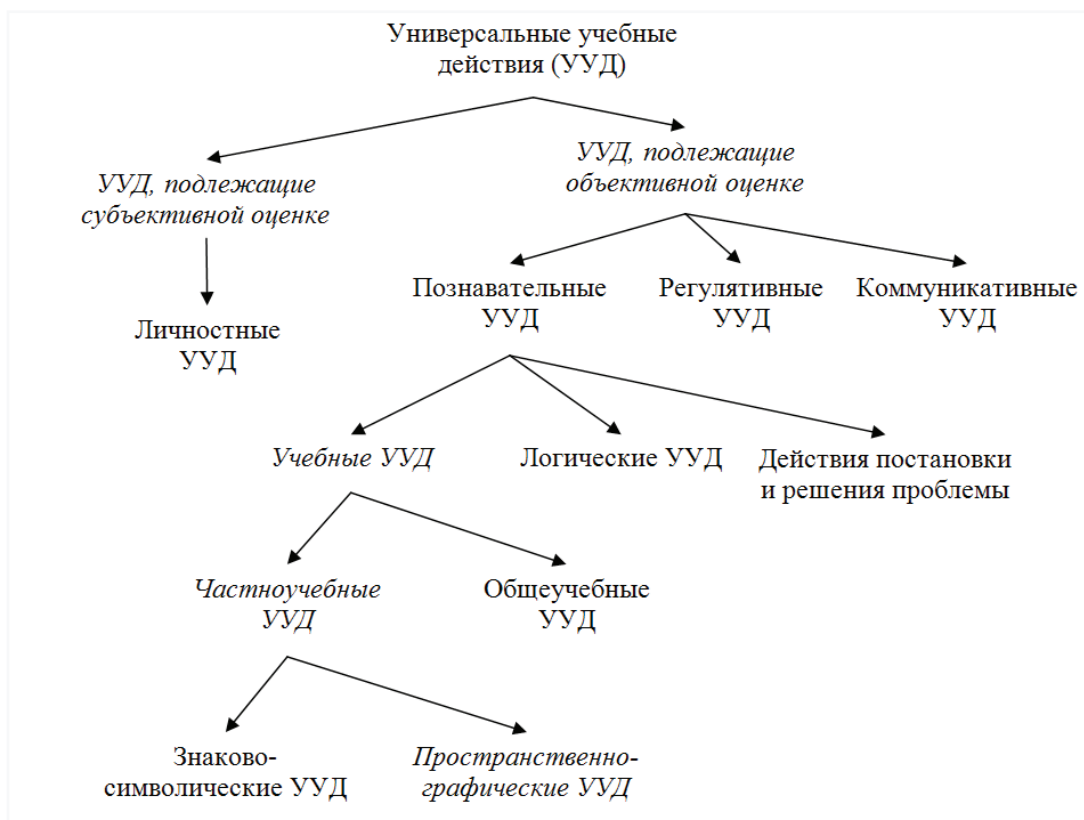 Универсальные учебные
действия (УУД)
УУД, подлежащие
субъективной оценке
УУД, подлежащие
объективной оценке
Личностные
УУД
Познавательные
УУД
Регулятивные
УУД
Коммуникативные
УУД
Учебные УУД
Логические УУД
Действия постановки
и решения проблемы
Частноучебные
УУД
Общеучебные
УУД
Знаково-
символические УУД
Пространственно-
графические УУД